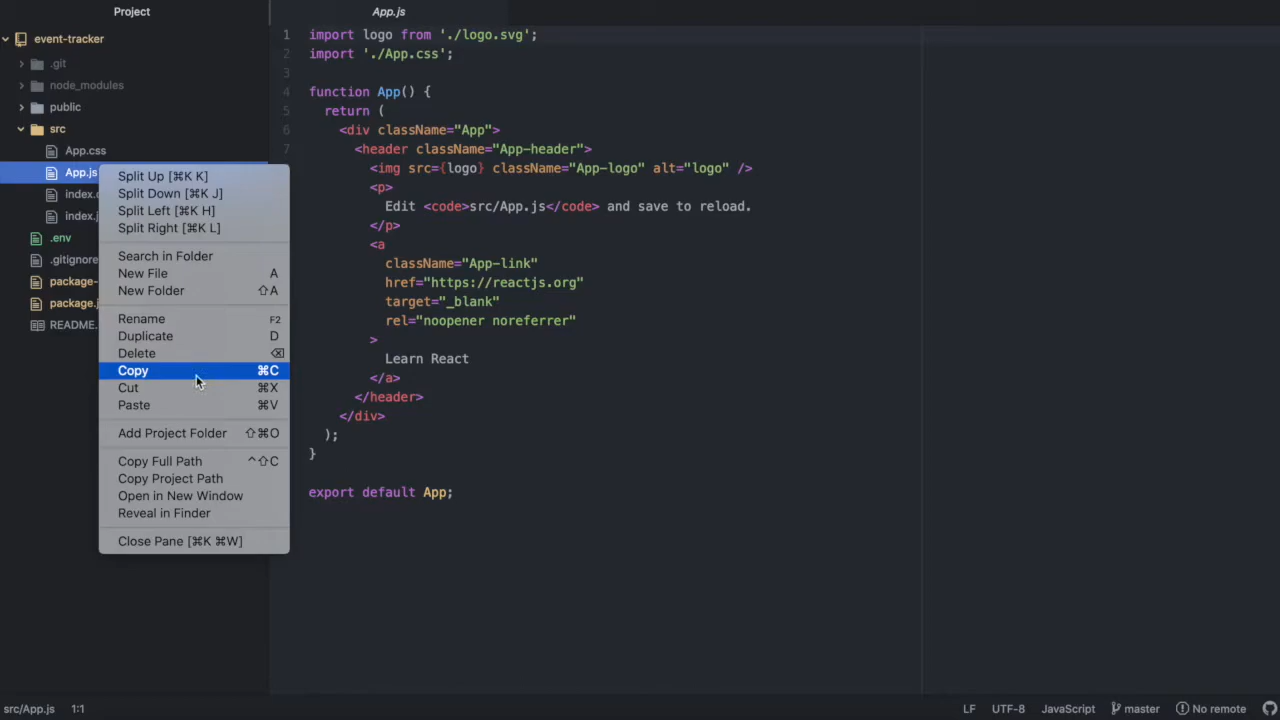 Project
event-tracker
.git
node_modules
public
src
App.css
App.js
index.
index.j
.env
.gitignore
package-
package.j
README.
Split Up [⌘K K]
Split Down [⌘K J]
Split Left [⌘K H]
Split Right [⌘K L]
Search in Folder
New File A
New Folder ⇧A
Rename F2
Duplicate D
Delete ⌫
Copy ⌘C
Cut ⌘X
Paste ⌘V
Add Project Folder ⇧⌘O
Copy Full Path ^⇧C
Copy Project Path
Open in New Window
Reveal in Finder
Close Pane [⌘K ⌘W]
App.js
1 import logo from './logo.svg';
2 import './App.css';
3
4 function App() {
5 return (
6 <div className="App">
7 <header className="App-header">
<img src={logo} className="App-logo" alt="logo" />
<p>
Edit <code>src/App.js</code> and save to reload.
</p>
<a
className="App-link"
href="https://reactjs.org"
target="_blank"
rel="noopener noreferrer"
>
Learn React
</a>
</header>
</div>
);
}
export default App;
src/App.js 1:1
LF UTF-8 JavaScript master No remote